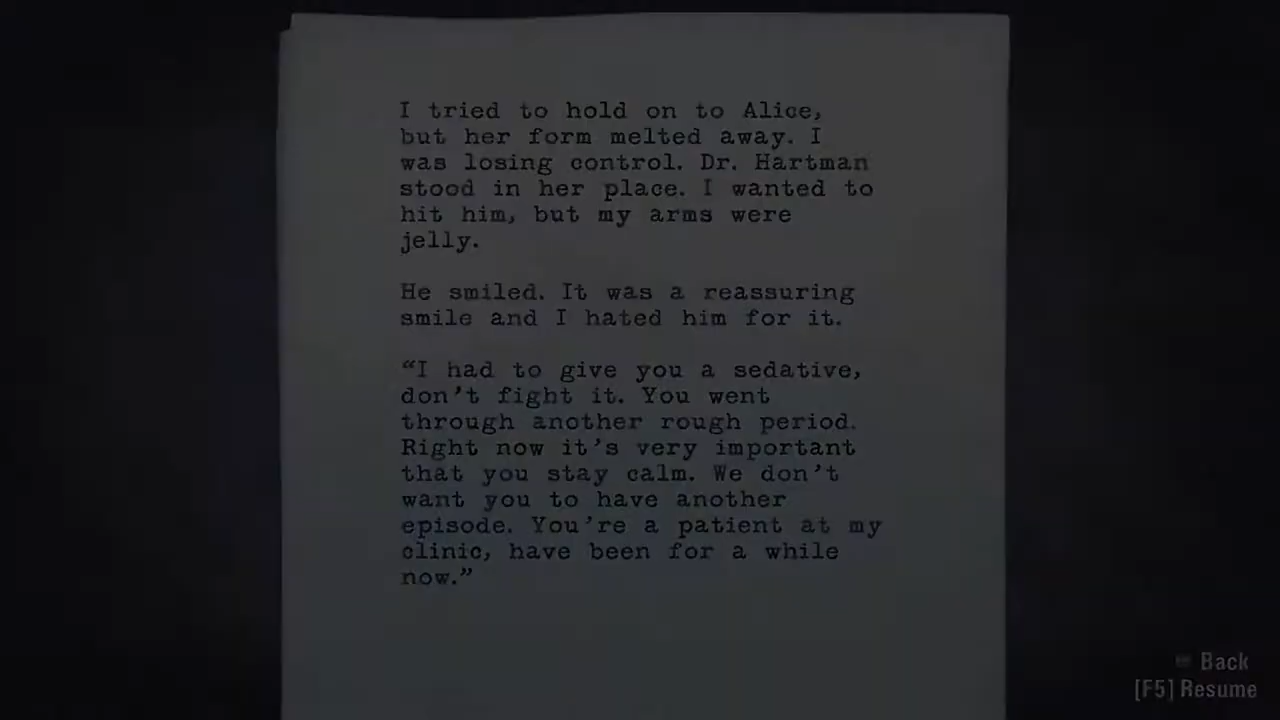 I tried to hold on to Alice,
but her form melted away. I
was losing control. Dr. Hartman
stood in her place. I wanted to
hit him, but my arms were
jelly.
He smiled. It was a reassuring
smile and I hated him for it.
“I had to give you a sedative,
don’t fight it. You went
through another rough period.
Right now it’s very important
that you stay calm. We don’t
want you to have another
episode. You’re a patient at my
clinic, have been for a while
now.”
Back
[F5] Resume